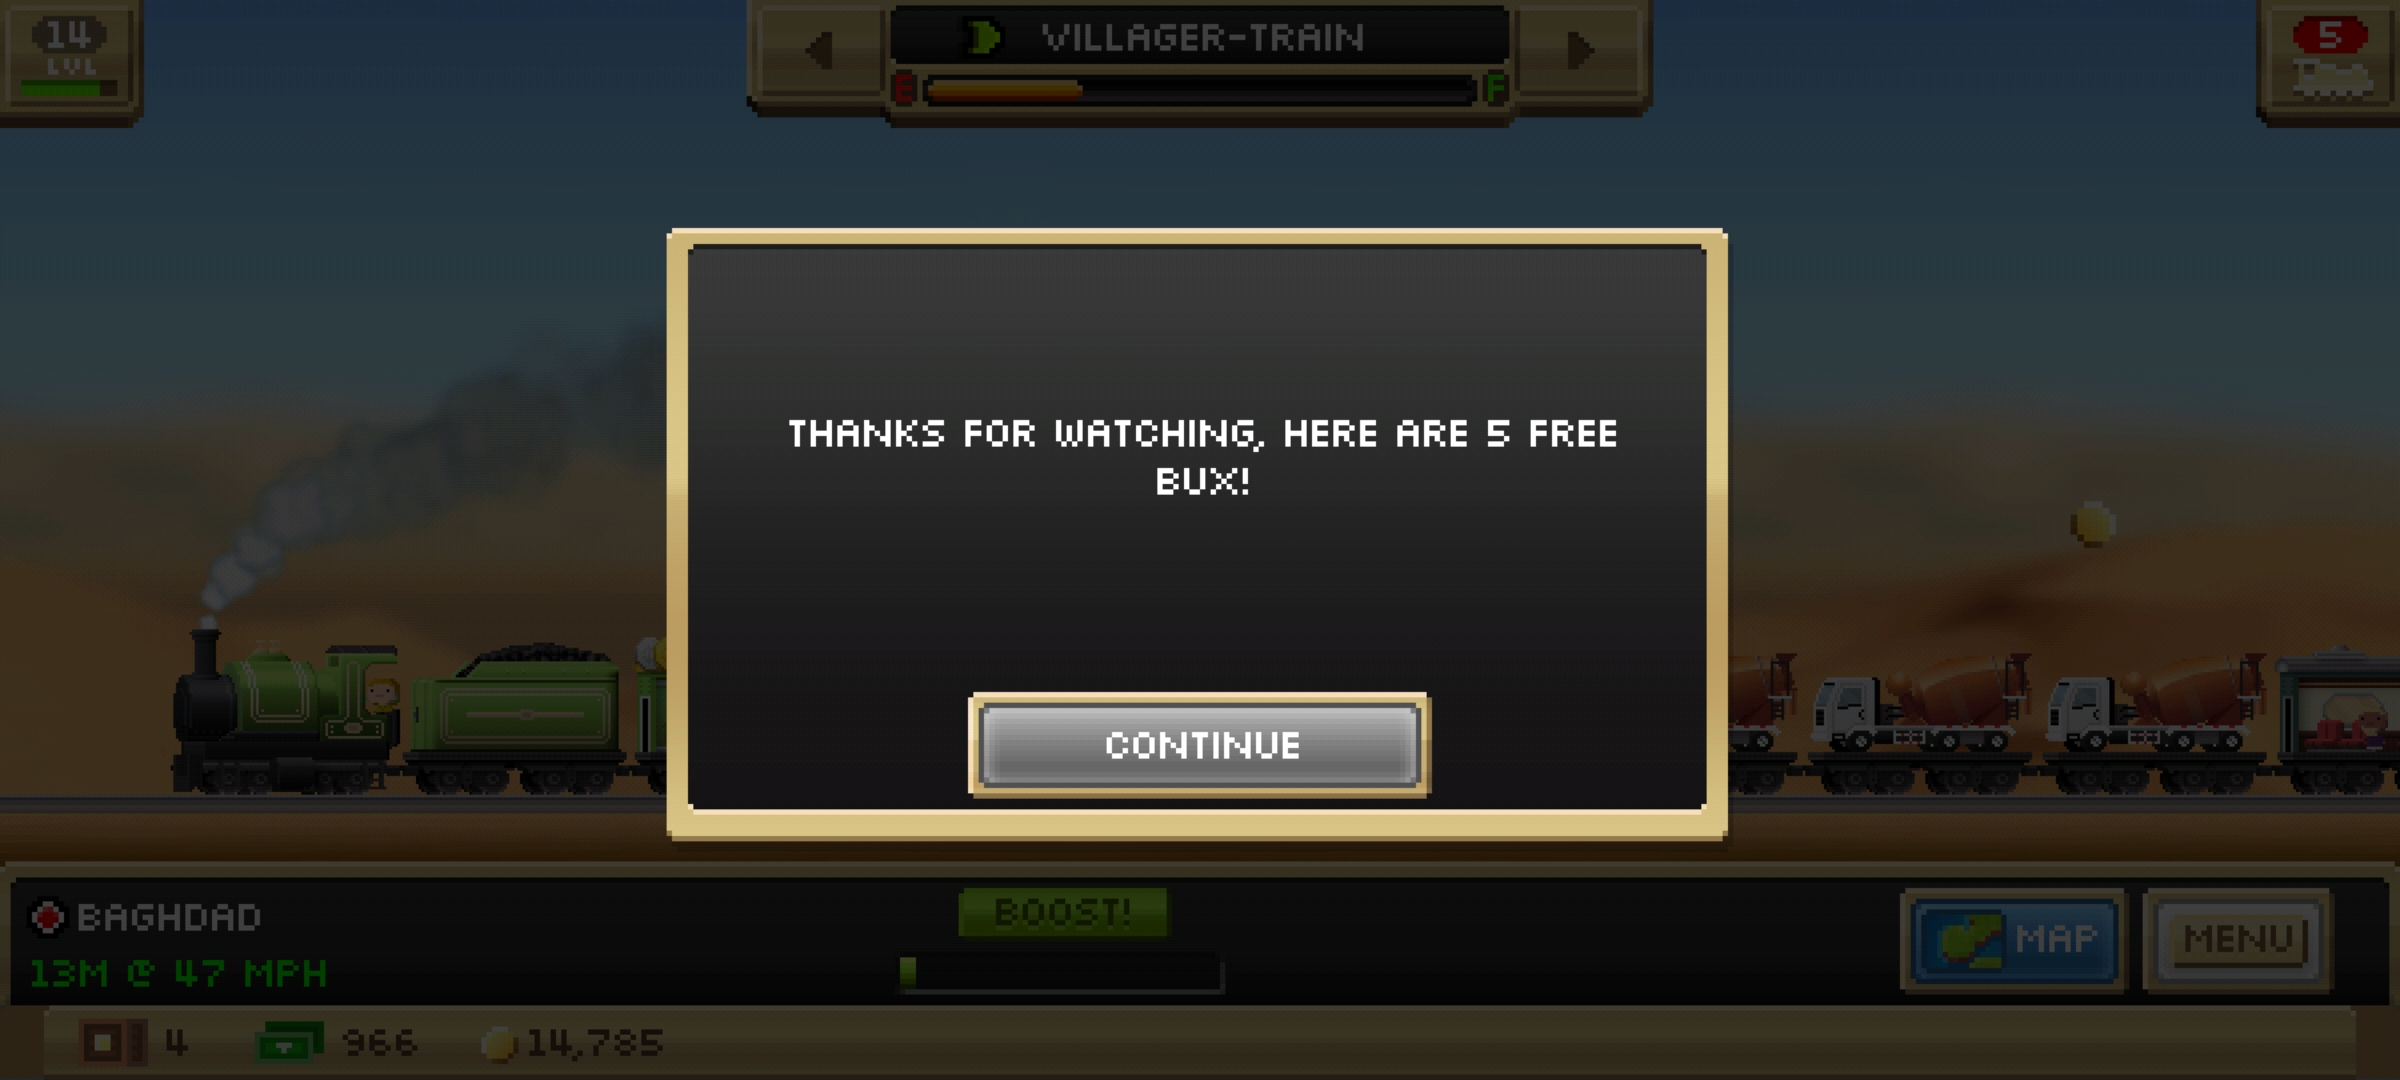 14
LVL
VILLAGER-TRAIN
E F
5
THANKS FOR WATCHING, HERE ARE 5 FREE
BUX!
CONTINUE
BAGHDAD
13M @ 47 MPH
BOOST!
MAP
MENU
4
966
14,785